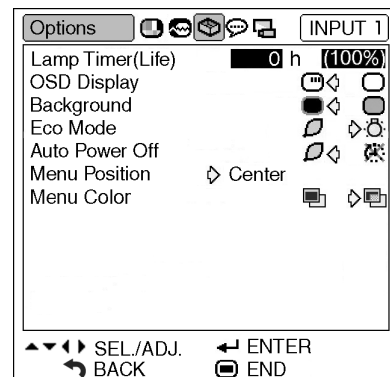 Options INPUT 1
Lamp Timer(Life) 0 h (100%)
OSD Display
Background
Eco Mode
Auto Power Off
Menu Position Center
Menu Color
SEL./ADJ. ENTER
BACK END